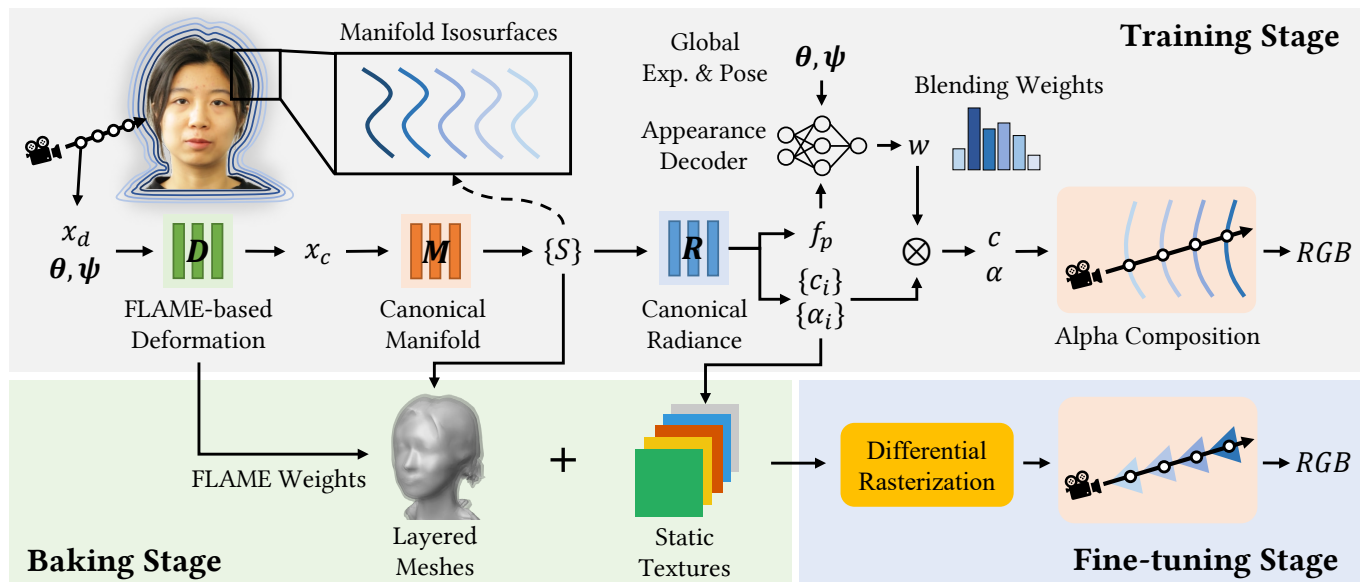 Training Stage
Manifold Isosurfaces
Global
Exp. & Pose
θ, ψ
Blending Weights
Appearance
Decoder
w
x_d
θ, ψ
D
x_c
M
{S}
R
f_p
{c_i}
{α_i}
⊗
c
α
RGB
FLAME-based
Deformation
Canonical
Manifold
Canonical
Radiance
Alpha Composition
FLAME Weights
+
Differential
Rasterization
RGB
Layered
Meshes
Static
Textures
Baking Stage
Fine-tuning Stage